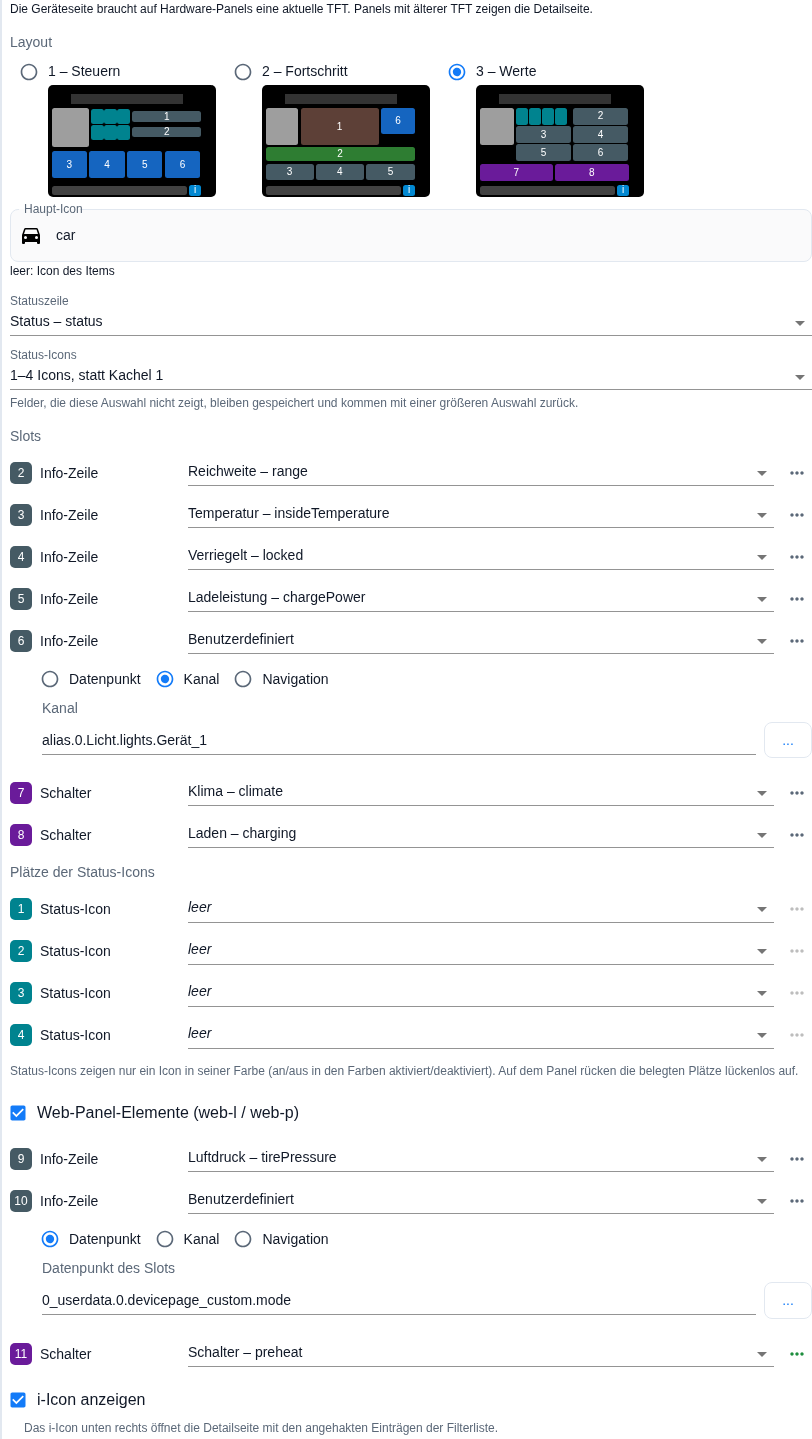 Die Geräteseite braucht auf Hardware-Panels eine aktuelle TFT. Panels mit älterer TFT zeigen die Detailseite.
Layout
1 – Steuern
2 – Fortschritt
3 – Werte
1
2
3 4 5 6
i
1 6
2
3 4 5
i
2
3 4
5 6
7 8
i
Haupt-Icon
car
leer: Icon des Items
Statuszeile
Status – status
Status-Icons
1–4 Icons, statt Kachel 1
Felder, die diese Auswahl nicht zeigt, bleiben gespeichert und kommen mit einer größeren Auswahl zurück.
Slots
2 Info-Zeile Reichweite – range
3 Info-Zeile Temperatur – insideTemperature
4 Info-Zeile Verriegelt – locked
5 Info-Zeile Ladeleistung – chargePower
6 Info-Zeile Benutzerdefiniert
Datenpunkt Kanal Navigation
Kanal
alias.0.Licht.lights.Gerät_1 ...
7 Schalter Klima – climate
8 Schalter Laden – charging
Plätze der Status-Icons
1 Status-Icon leer
2 Status-Icon leer
3 Status-Icon leer
4 Status-Icon leer
Status-Icons zeigen nur ein Icon in seiner Farbe (an/aus in den Farben aktiviert/deaktiviert). Auf dem Panel rücken die belegten Plätze lückenlos auf.
Web-Panel-Elemente (web-l / web-p)
9 Info-Zeile Luftdruck – tirePressure
10 Info-Zeile Benutzerdefiniert
Datenpunkt Kanal Navigation
Datenpunkt des Slots
0_userdata.0.devicepage_custom.mode ...
11 Schalter Schalter – preheat
i-Icon anzeigen
Das i-Icon unten rechts öffnet die Detailseite mit den angehakten Einträgen der Filterliste.